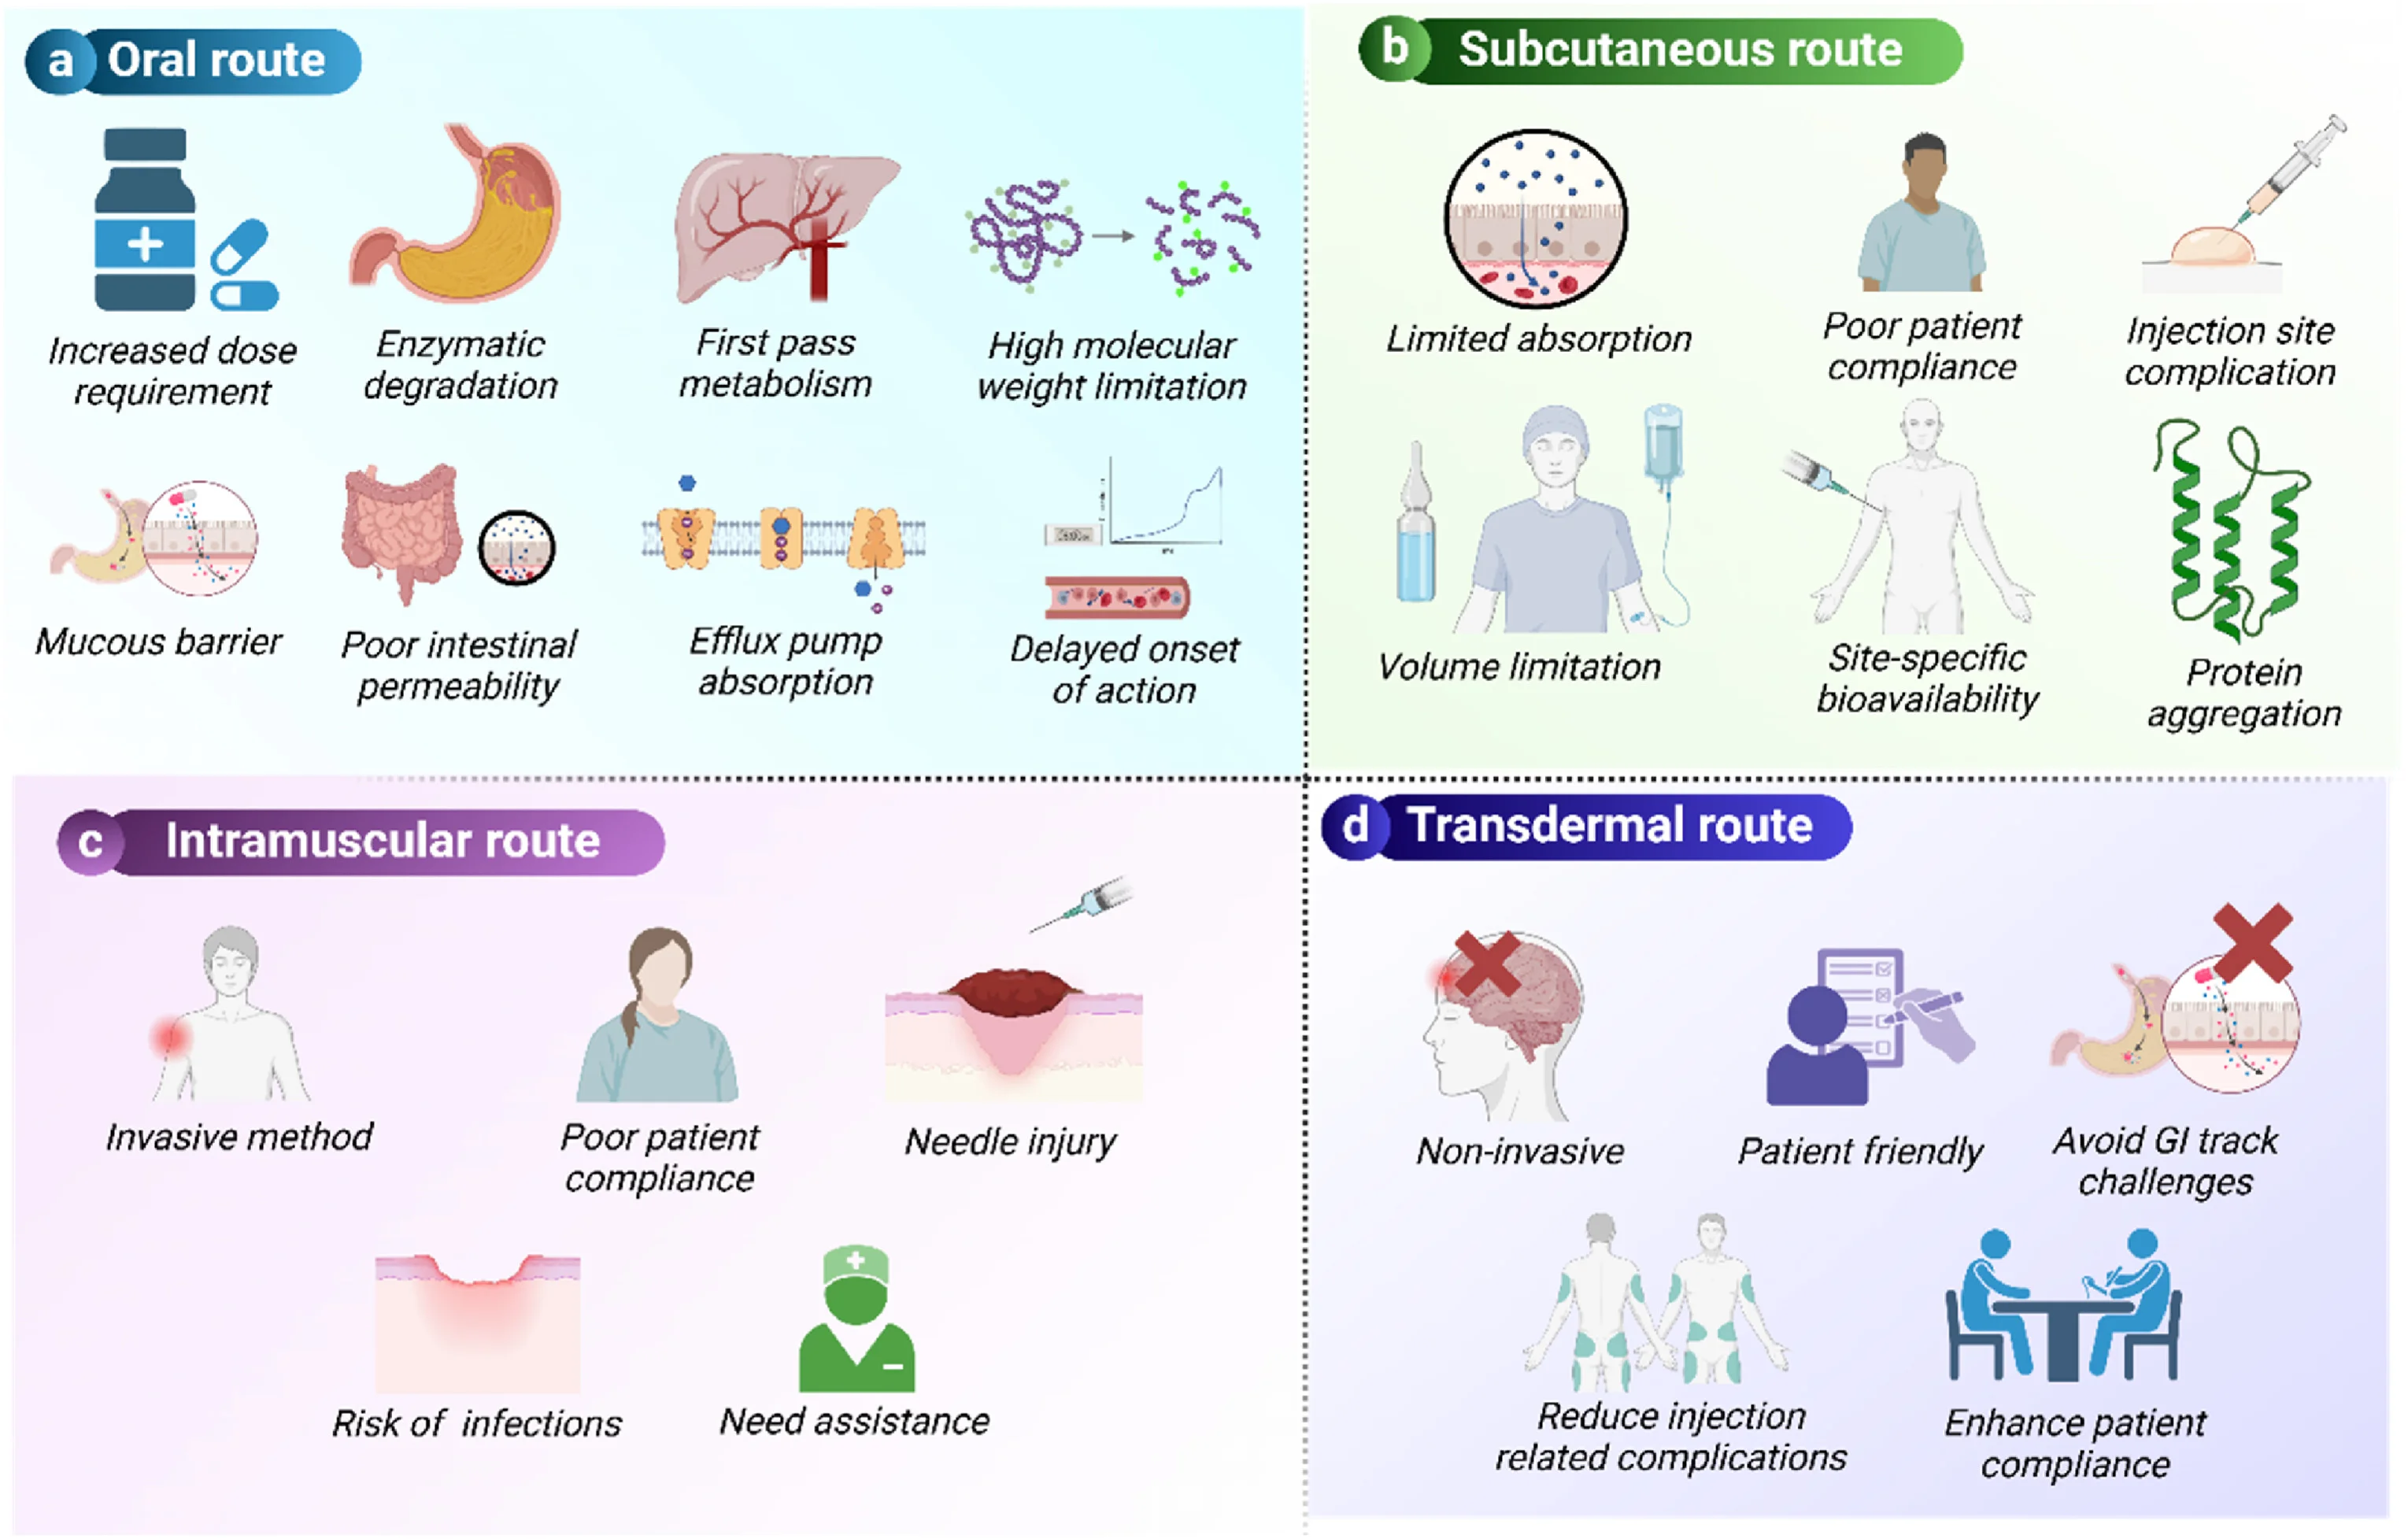 a Oral route
Increased dose
requirement
Enzymatic
degradation
First pass
metabolism
High molecular
weight limitation
Mucous barrier
Poor intestinal
permeability
Efflux pump
absorption
Delayed onset
of action
b Subcutaneous route
Limited absorption
Poor patient
compliance
Injection site
complication
Volume limitation
Site-specific
bioavailability
Protein
aggregation
c Intramuscular route
Invasive method
Poor patient
compliance
Needle injury
Risk of infections
Need assistance
d Transdermal route
Non-invasive
Patient friendly
Avoid GI track
challenges
Reduce injection
related complications
Enhance patient
compliance